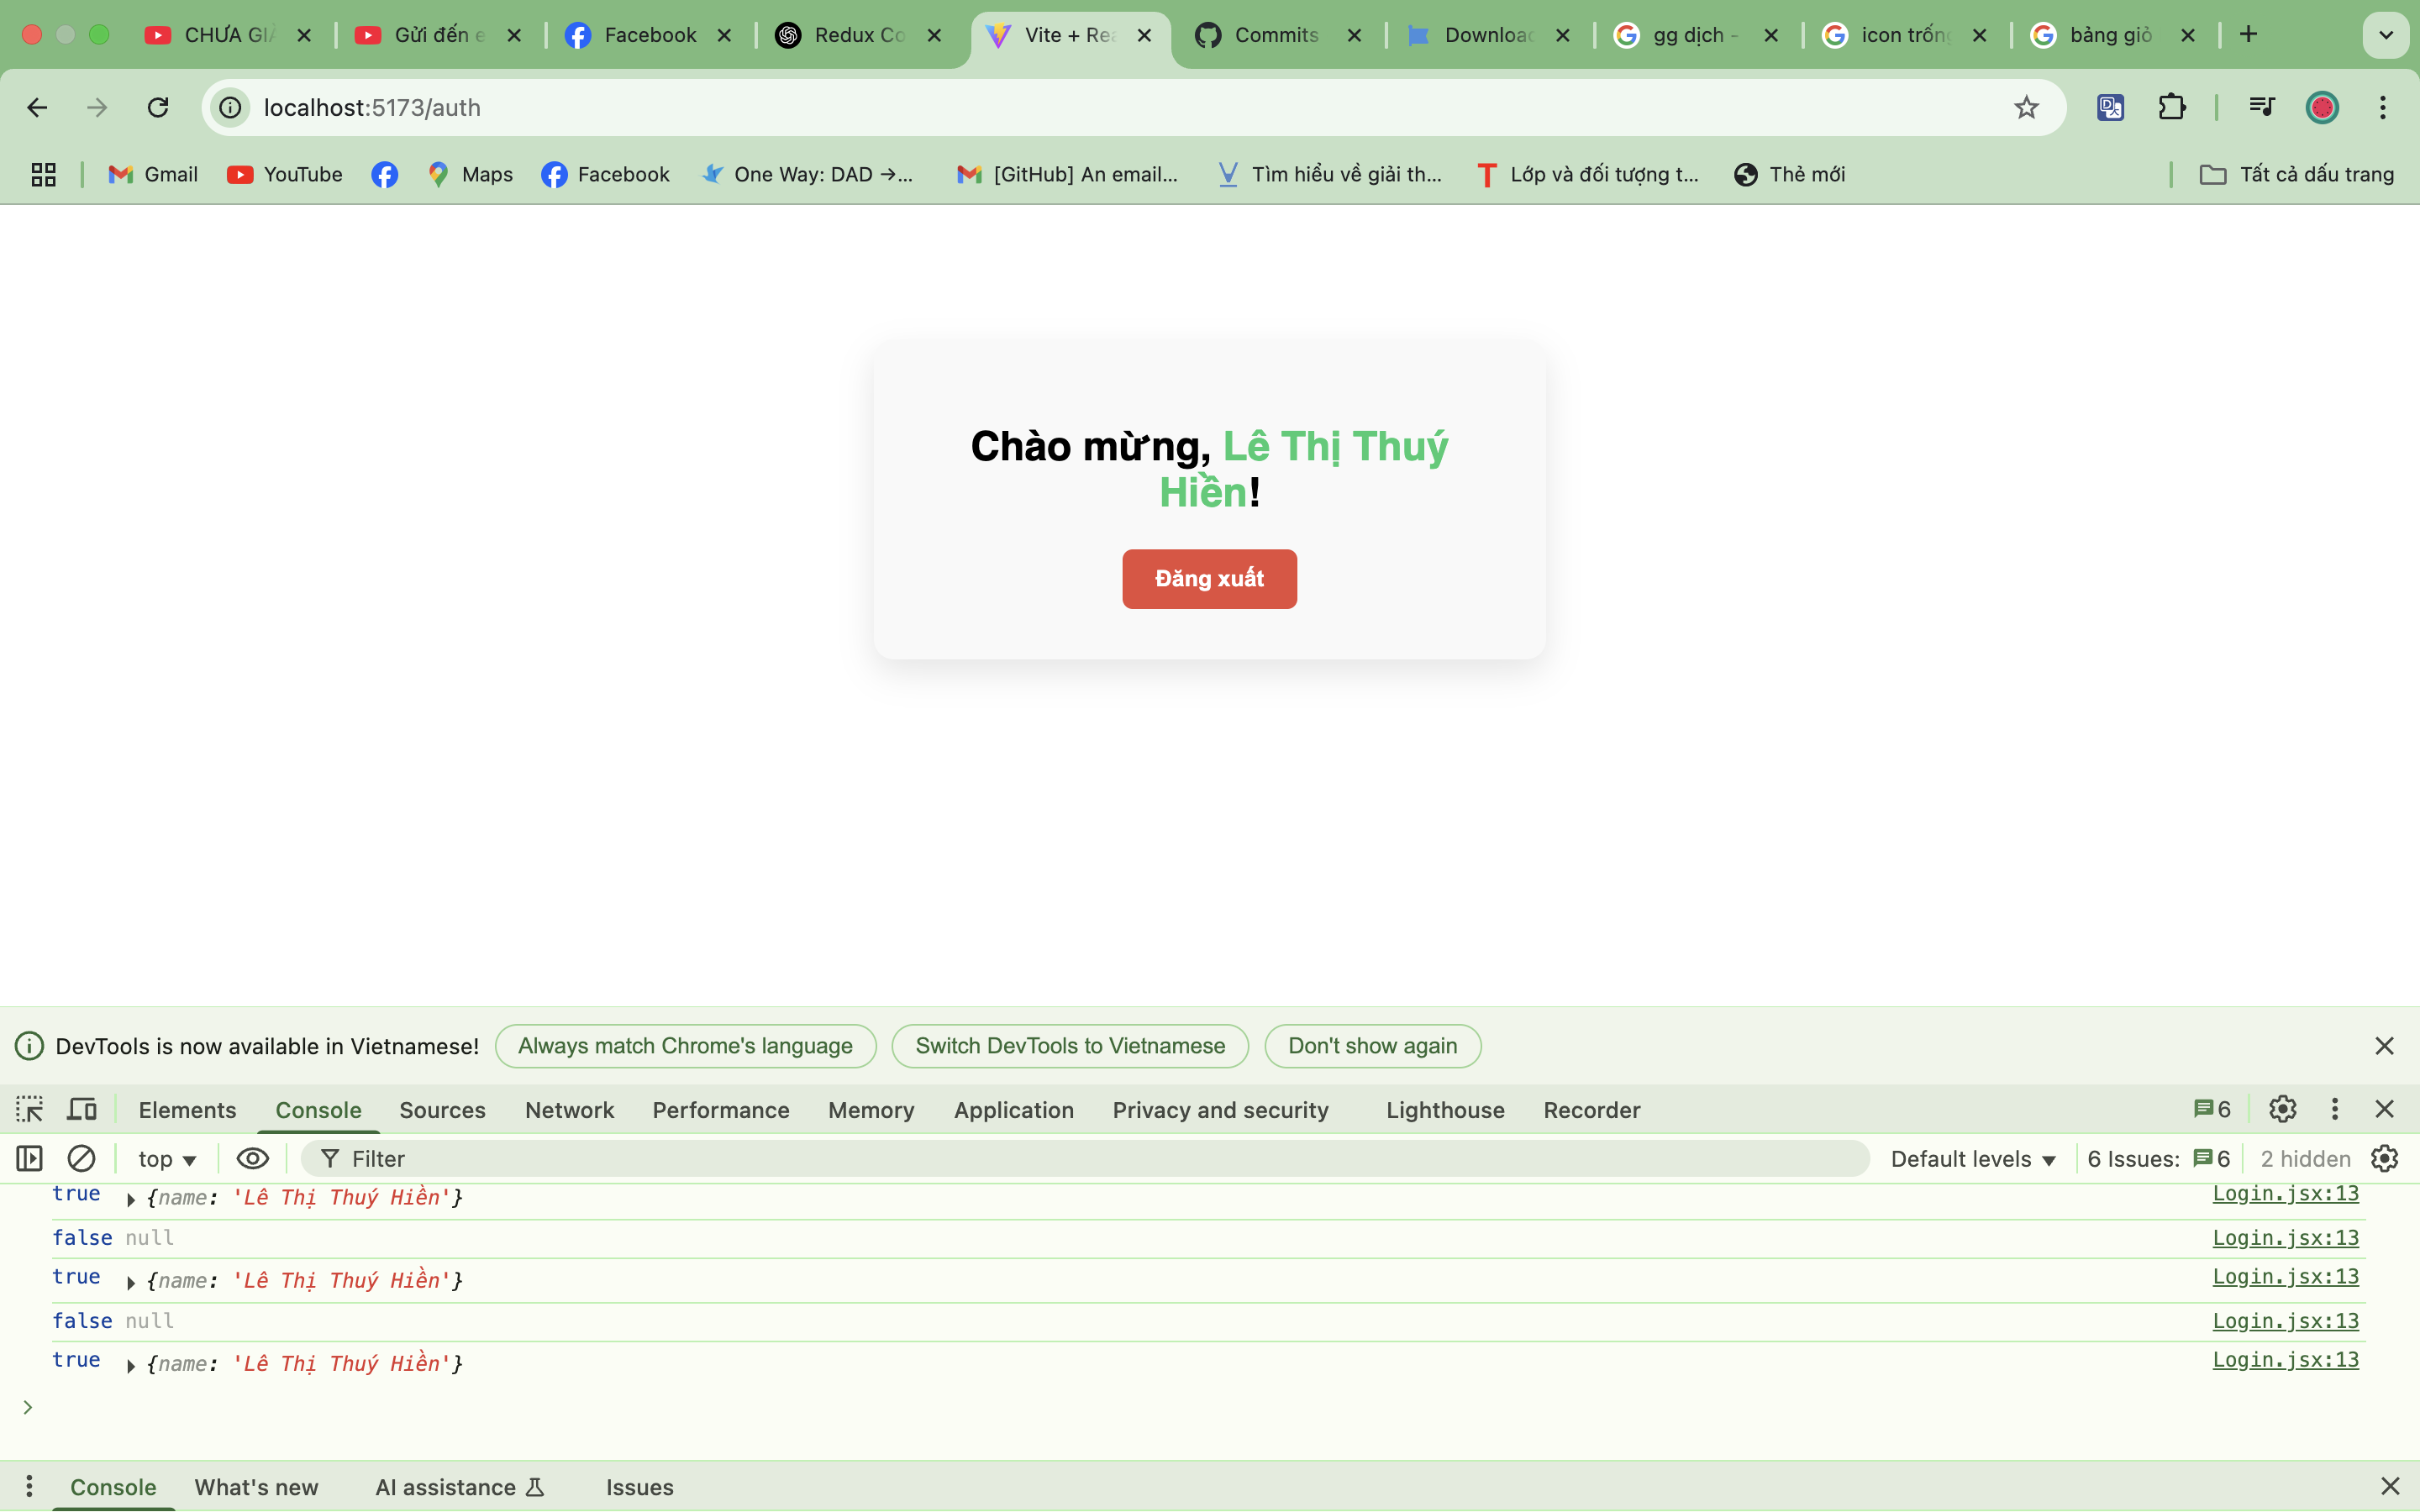 CHƯA GIẢ
Gửi đến e
Facebook
Redux Co
Vite + Rea
Commits
Download
gg dịch -
icon trống
bảng giỏ
localhost:5173/auth
Gmail
YouTube
Maps
Facebook
One Way: DAD →...
[GitHub] An email...
Tìm hiểu về giải th...
Lớp và đối tượng t...
Thẻ mới
Tất cả dấu trang
Chào mừng, Lê Thị Thuý
Hiền!
Đăng xuất
DevTools is now available in Vietnamese!
Always match Chrome's language
Switch DevTools to Vietnamese
Don't show again
Elements
Console
Sources
Network
Performance
Memory
Application
Privacy and security
Lighthouse
Recorder
6
top
Filter
Default levels
6 Issues:
6
2 hidden
true {name: 'Lê Thị Thuý Hiền'} Login.jsx:13
false null Login.jsx:13
true {name: 'Lê Thị Thuý Hiền'} Login.jsx:13
false null Login.jsx:13
true {name: 'Lê Thị Thuý Hiền'} Login.jsx:13
Console
What's new
AI assistance
Issues